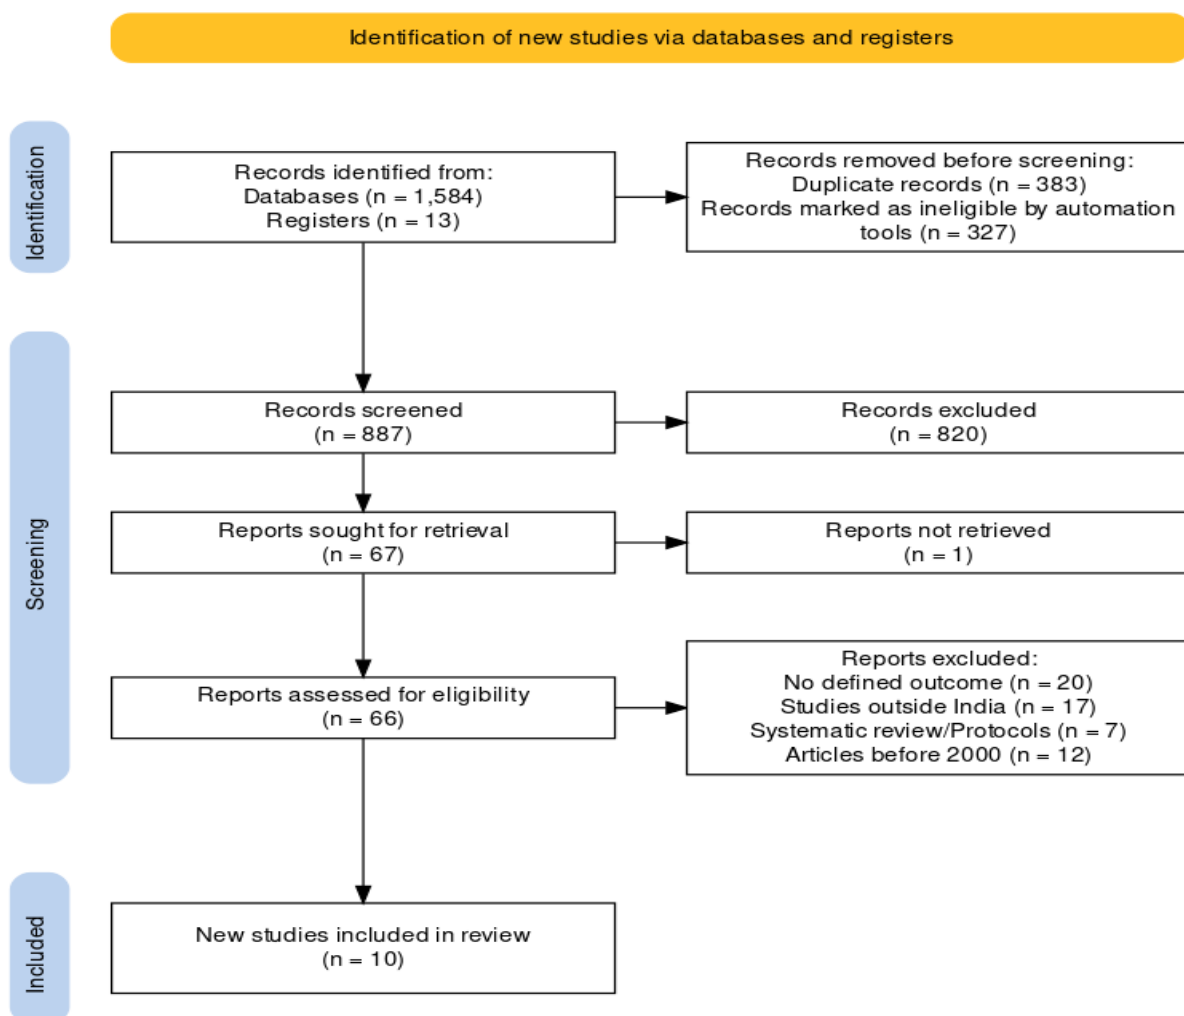 Identification of new studies via databases and registers
Identification
Records identified from:
Databases (n = 1,584)
Registers (n = 13)
Records removed before screening:
Duplicate records (n = 383)
Records marked as ineligible by automation
tools (n = 327)
Screening
Records screened
(n = 887)
Records excluded
(n = 820)
Reports sought for retrieval
(n = 67)
Reports not retrieved
(n = 1)
Reports assessed for eligibility
(n = 66)
Reports excluded:
No defined outcome (n = 20)
Studies outside India (n = 17)
Systematic review/Protocols (n = 7)
Articles before 2000 (n = 12)
Included
New studies included in review
(n = 10)